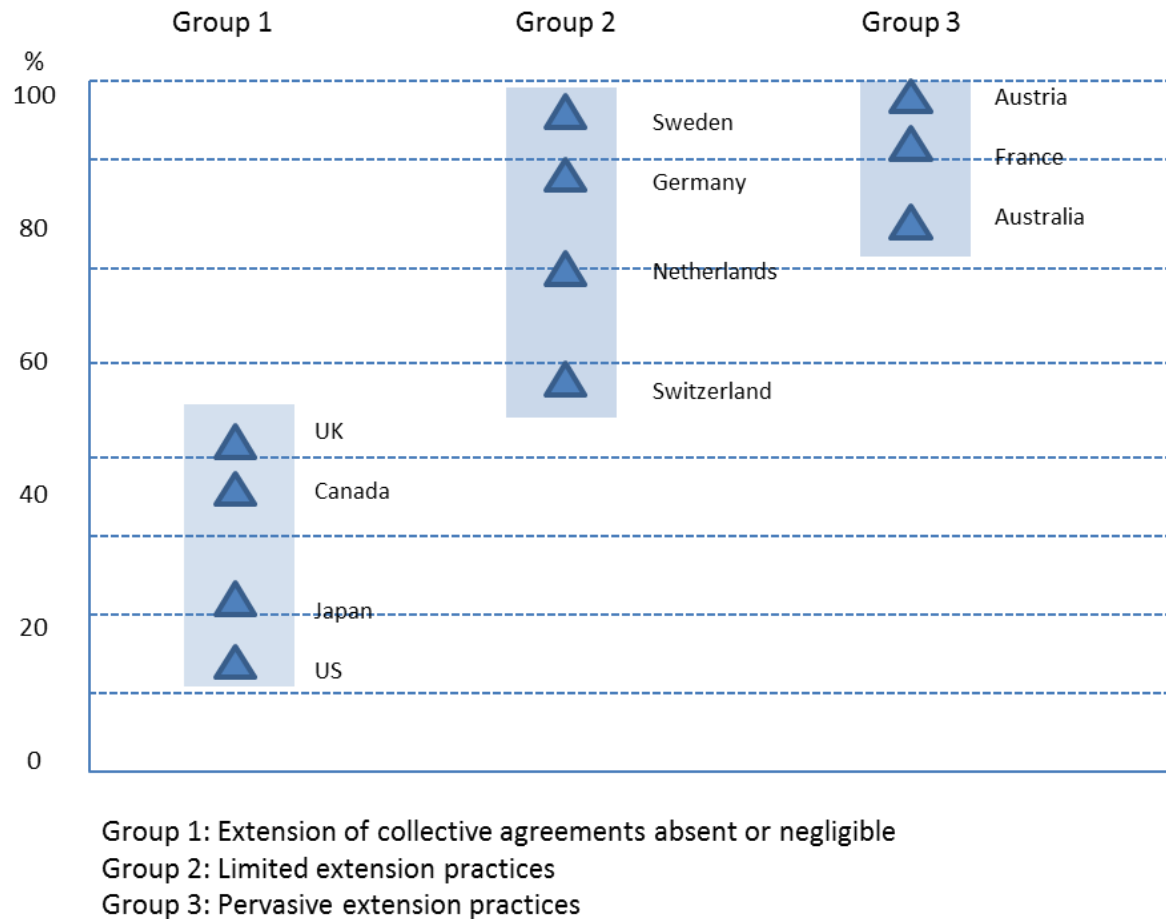 Group 1 Group 2 Group 3
%
100
Austria
Sweden
France
Germany
Australia
80
Netherlands
60
Switzerland
UK
40
Canada
Japan
20
US
0
Group 1: Extension of collective agreements absent or negligible
Group 2: Limited extension practices
Group 3: Pervasive extension practices